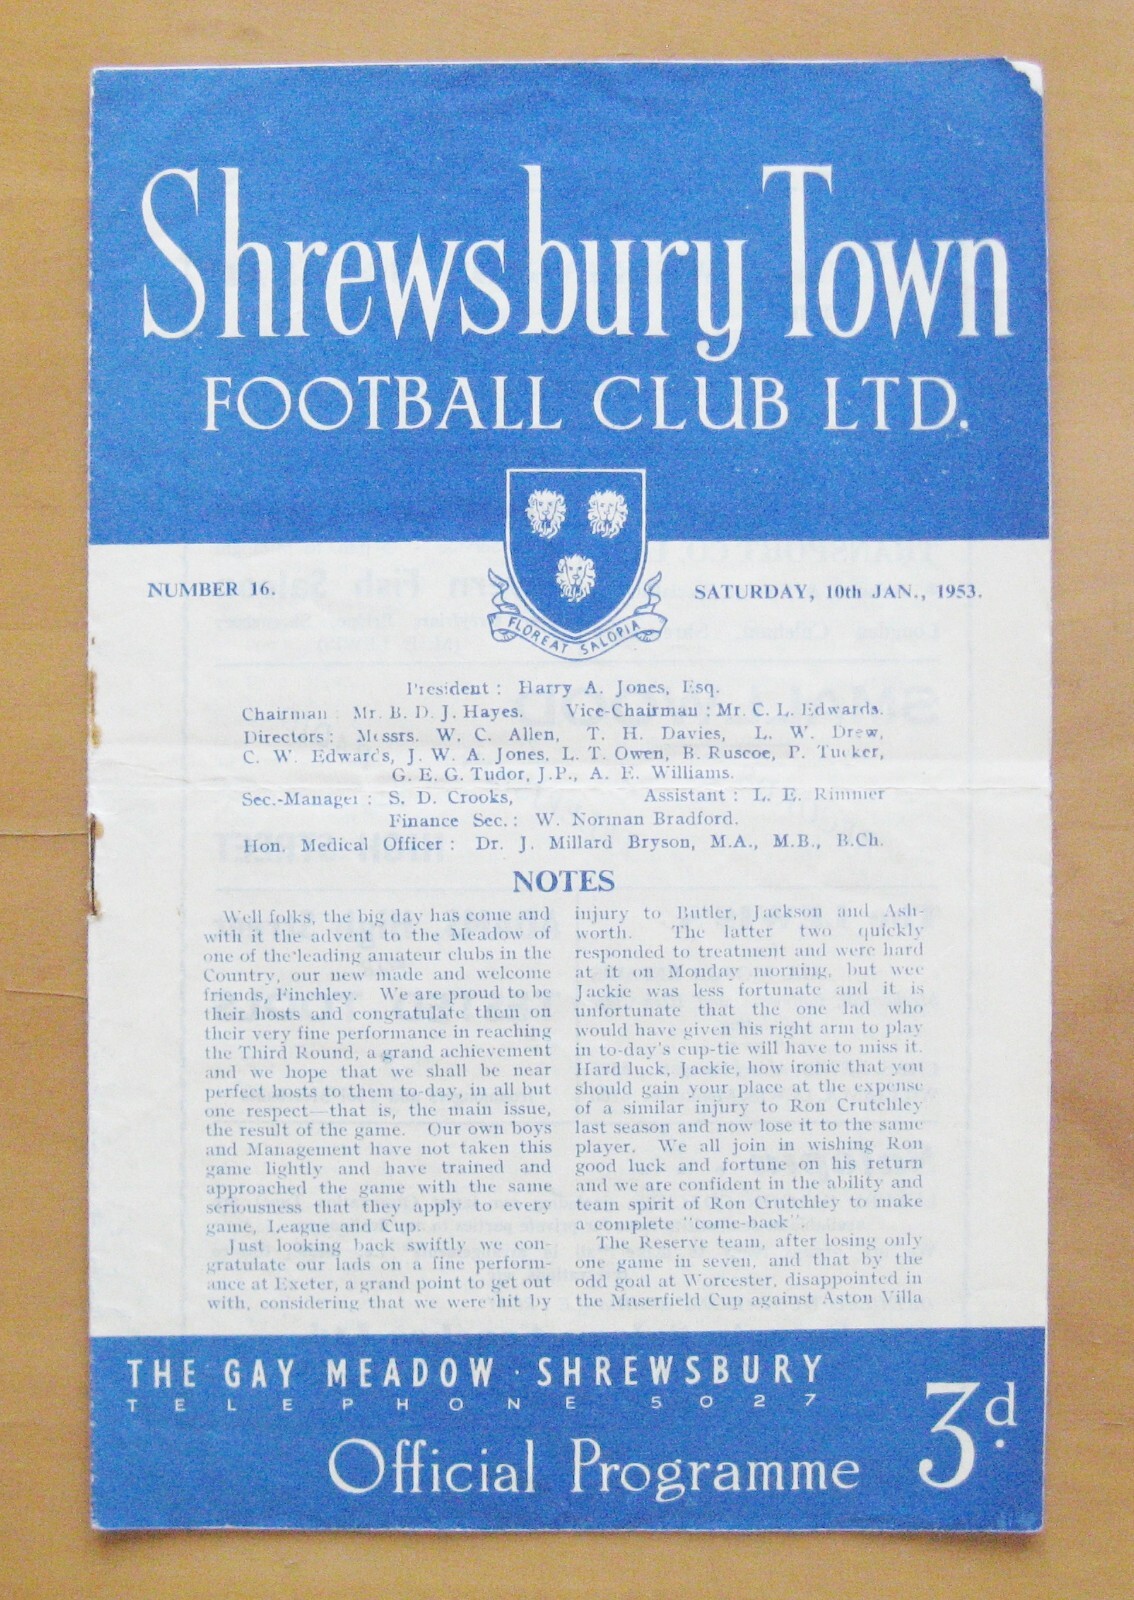 Shrewsbury Town
FOOTBALL CLUB LTD.
NUMBER 16.
SATURDAY, 10th JAN., 1953.
FLOREAT SALOPIA
President : Harry A. Jones, Esq.
Chairman : Mr. B. D. J. Hayes. Vice-Chairman : Mr. C. L. Edwards.
Directors : Messrs. W. C. Allen, T. H. Davies, L. W. Drew,
C. W. Edwards, J. W. A. Jones, L. T. Owen, B. Ruscoe, P. Tucker,
G. E. G. Tudor, J.P., A. E. Williams.
Sec.-Manager : S. D. Crooks, Assistant : L. E. Rimmer
Finance Sec. : W. Norman Bradford.
Hon. Medical Officer : Dr. J. Millard Bryson, M.A., M.B., B.Ch.
NOTES
Well folks, the big day has come and
with it the advent to the Meadow of
one of the leading amateur clubs in the
Country, our new made and welcome
friends, Finchley. We are proud to be
their hosts and congratulate them on
their very fine performance in reaching
the Third Round, a grand achievement
and we hope that we shall be near
perfect hosts to them to-day, in all but
one respect—that is, the main issue,
the result of the game. Our own boys
and Management have not taken this
game lightly and have trained and
approached the game with the same
seriousness that they apply to every
game, League and Cup.
Just looking back swiftly we con-
gratulate our lads on a fine perform-
ance at Exeter, a grand point to get out
with, considering that we were hit by
injury to Butler, Jackson and Ash-
worth. The latter two quickly
responded to treatment and were hard
at it on Monday morning, but wee
Jackie was less fortunate and it is
unfortunate that the one lad who
would have given his right arm to play
in to-day's cup-tie will have to miss it.
Hard luck, Jackie, how ironic that you
should gain your place at the expense
of a similar injury to Ron Crutchley
last season and now lose it to the same
player. We all join in wishing Ron
good luck and fortune on his return
and we are confident in the ability and
team spirit of Ron Crutchley to make
a complete "come-back".
The Reserve team, after losing only
one game in seven, and that by the
odd goal at Worcester, disappointed in
the Maserfield Cup against Aston Villa
THE GAY MEADOW · SHREWSBURY
TELEPHONE 5027
Official Programme
3d.